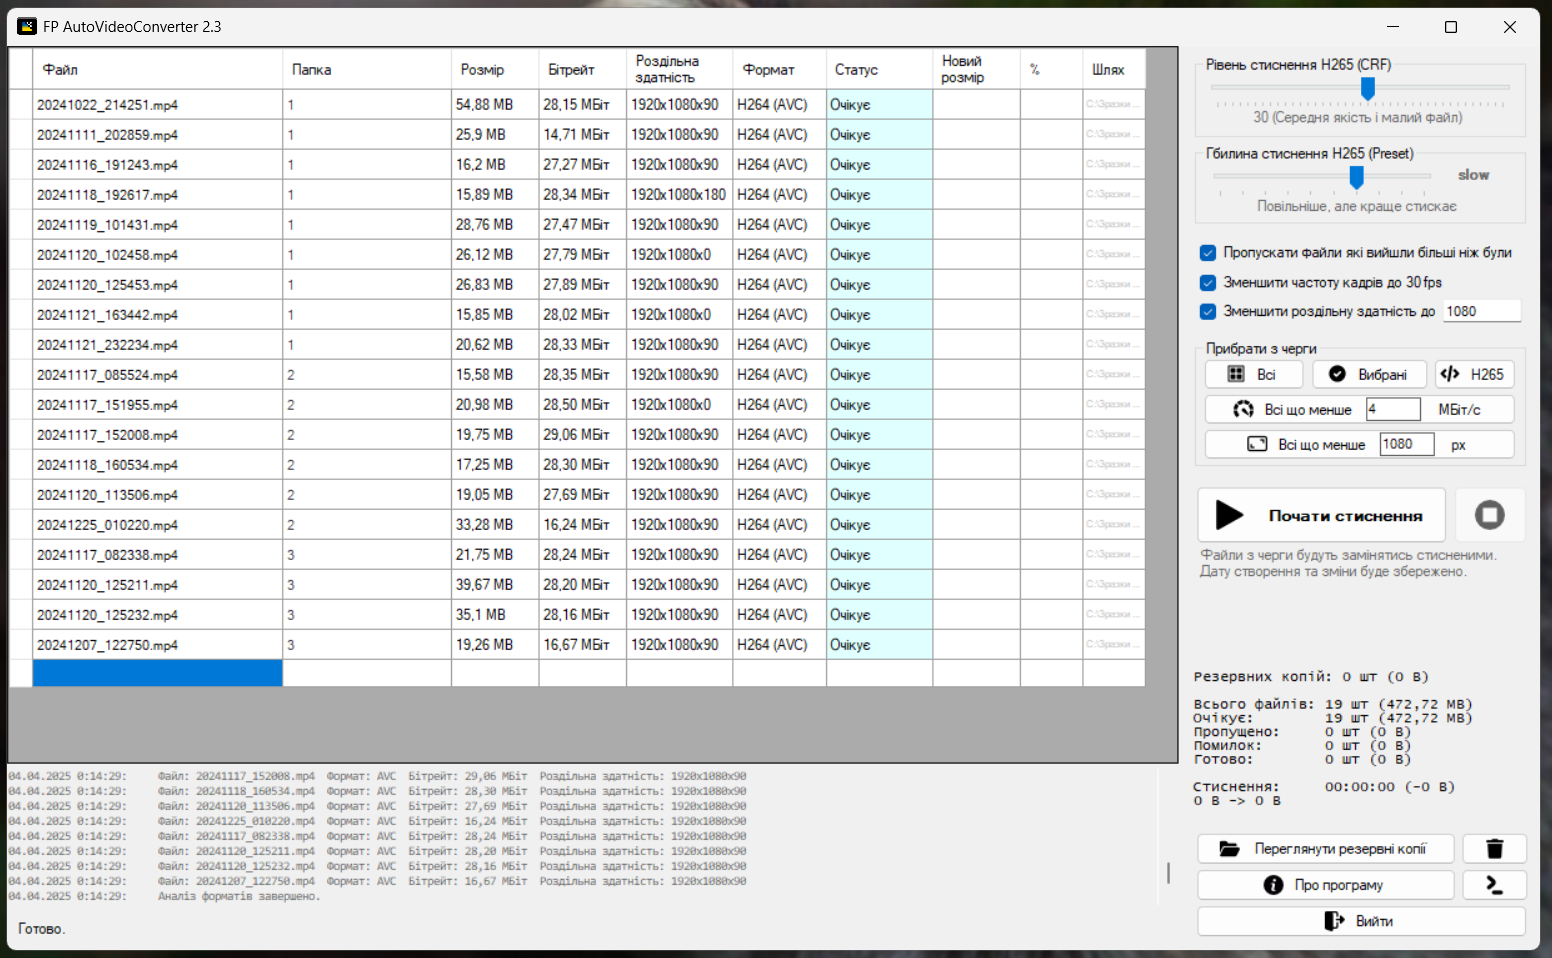 FP AutoVideoConverter 2.3
Файл Папка Розмір Бітрейт Роздільна здатність Формат Статус Новий розмір % Шлях
20241022_214251.mp4 1 54,88 MB 28,15 МБіт 1920x1080x90 H264 (AVC) Очікує C:\Зразки ...
20241111_202859.mp4 1 25,9 MB 14,71 МБіт 1920x1080x90 H264 (AVC) Очікує C:\Зразки ...
20241116_191243.mp4 1 16,2 MB 27,27 МБіт 1920x1080x90 H264 (AVC) Очікує C:\Зразки ...
20241118_192617.mp4 1 15,89 MB 28,34 МБіт 1920x1080x180 H264 (AVC) Очікує C:\Зразки ...
20241119_101431.mp4 1 28,76 MB 27,47 МБіт 1920x1080x90 H264 (AVC) Очікує C:\Зразки ...
20241120_102458.mp4 1 26,12 MB 27,79 МБіт 1920x1080x0 H264 (AVC) Очікує C:\Зразки ...
20241120_125453.mp4 1 26,83 MB 27,89 МБіт 1920x1080x90 H264 (AVC) Очікує C:\Зразки ...
20241121_163442.mp4 1 15,85 MB 28,02 МБіт 1920x1080x0 H264 (AVC) Очікує C:\Зразки ...
20241121_232234.mp4 1 20,62 MB 28,33 МБіт 1920x1080x90 H264 (AVC) Очікує C:\Зразки ...
20241117_085524.mp4 2 15,58 MB 28,35 МБіт 1920x1080x90 H264 (AVC) Очікує C:\Зразки ...
20241117_151955.mp4 2 20,98 MB 28,50 МБіт 1920x1080x0 H264 (AVC) Очікує C:\Зразки ...
20241117_152008.mp4 2 19,75 MB 29,06 МБіт 1920x1080x90 H264 (AVC) Очікує C:\Зразки ...
20241118_160534.mp4 2 17,25 MB 28,30 МБіт 1920x1080x90 H264 (AVC) Очікує C:\Зразки ...
20241120_113506.mp4 2 19,05 MB 27,69 МБіт 1920x1080x90 H264 (AVC) Очікує C:\Зразки ...
20241225_010220.mp4 2 33,28 MB 16,24 МБіт 1920x1080x90 H264 (AVC) Очікує C:\Зразки ...
20241117_082338.mp4 3 21,75 MB 28,24 МБіт 1920x1080x90 H264 (AVC) Очікує C:\Зразки ...
20241120_125211.mp4 3 39,67 MB 28,20 МБіт 1920x1080x90 H264 (AVC) Очікує C:\Зразки ...
20241120_125232.mp4 3 35,1 MB 28,16 МБіт 1920x1080x90 H264 (AVC) Очікує C:\Зразки ...
20241207_122750.mp4 3 19,26 MB 16,67 МБіт 1920x1080x90 H264 (AVC) Очікує C:\Зразки ...
04.04.2025 0:14:29: Файл: 20241117_152008.mp4 Формат: AVC Бітрейт: 29,06 МБіт Роздільна здатність: 1920x1080x90
04.04.2025 0:14:29: Файл: 20241118_160534.mp4 Формат: AVC Бітрейт: 28,30 МБіт Роздільна здатність: 1920x1080x90
04.04.2025 0:14:29: Файл: 20241120_113506.mp4 Формат: AVC Бітрейт: 27,69 МБіт Роздільна здатність: 1920x1080x90
04.04.2025 0:14:29: Файл: 20241225_010220.mp4 Формат: AVC Бітрейт: 16,24 МБіт Роздільна здатність: 1920x1080x90
04.04.2025 0:14:29: Файл: 20241117_082338.mp4 Формат: AVC Бітрейт: 28,24 МБіт Роздільна здатність: 1920x1080x90
04.04.2025 0:14:29: Файл: 20241120_125211.mp4 Формат: AVC Бітрейт: 28,20 МБіт Роздільна здатність: 1920x1080x90
04.04.2025 0:14:29: Файл: 20241120_125232.mp4 Формат: AVC Бітрейт: 28,16 МБіт Роздільна здатність: 1920x1080x90
04.04.2025 0:14:29: Файл: 20241207_122750.mp4 Формат: AVC Бітрейт: 16,67 МБіт Роздільна здатність: 1920x1080x90
04.04.2025 0:14:29: Аналіз форматів завершено.
Готово.
Рівень стиснення H265 (CRF)
30 (Середня якість і малий файл)
Гбилина стиснення H265 (Preset)
slow
Повільніше, але краще стискає
Пропускати файли які вийшли більші ніж були
Зменшити частоту кадрів до 30 fps
Зменшити роздільну здатність до 1080
Прибрати з черги
Всі Вибрані H265
Всі що менше 4 МБіт/с
Всі що менше 1080 px
Почати стиснення
Файли з черги будуть замінятись стисненими.
Дату створення та зміни буде збережено.
Резервних копій: 0 шт (0 B)
Всього файлів: 19 шт (472,72 MB)
Очікує: 19 шт (472,72 MB)
Пропущено: 0 шт (0 B)
Помилок: 0 шт (0 B)
Готово: 0 шт (0 B)
Стиснення: 00:00:00 (-0 B)
0 B -> 0 B
Переглянути резервні копії
Про програму
Вийти